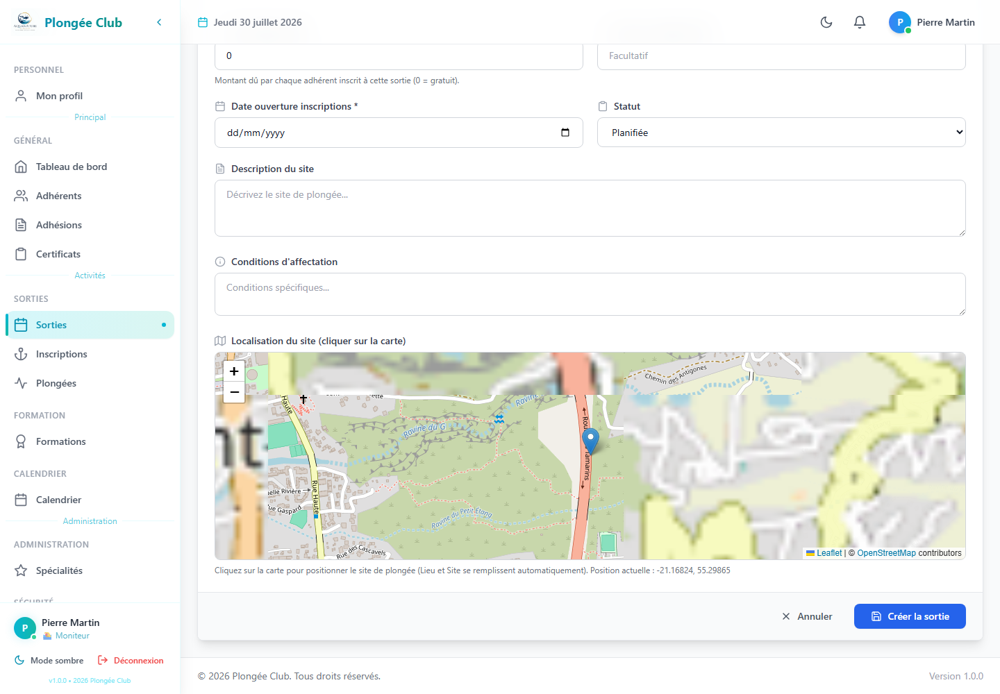 Plongée Club
Jeudi 30 juillet 2026
P
Pierre Martin
PERSONNEL
Mon profil
Principal
GÉNÉRAL
Tableau de bord
Adhérents
Adhésions
Certificats
Activités
SORTIES
Sorties
Inscriptions
Plongées
FORMATION
Formations
CALENDRIER
Calendrier
Administration
ADMINISTRATION
Spécialités
SÉCURITÉ
P
Pierre Martin
Moniteur
Mode sombre
Déconnexion
v1.0.0 • 2026 Plongée Club
0
Facultatif
Montant dû par chaque adhérent inscrit à cette sortie (0 = gratuit).
Date ouverture inscriptions *
Statut
dd/mm/yyyy
Planifiée
Description du site
Décrivez le site de plongée...
Conditions d'affectation
Conditions spécifiques...
Localisation du site (cliquer sur la carte)
+
−
Chemin des Antigones
Haute
Ravine
Ravine du G
Rou
amarins
elle Rivière
Rue Haute
ue Gaspard
Ravine du Petit Étang
Rue des Cascavels
nt
Leaflet | © OpenStreetMap contributors
Cliquez sur la carte pour positionner le site de plongée (Lieu et Site se remplissent automatiquement). Position actuelle : -21.16824, 55.29865
Annuler
Créer la sortie
© 2026 Plongée Club. Tous droits réservés.
Version 1.0.0